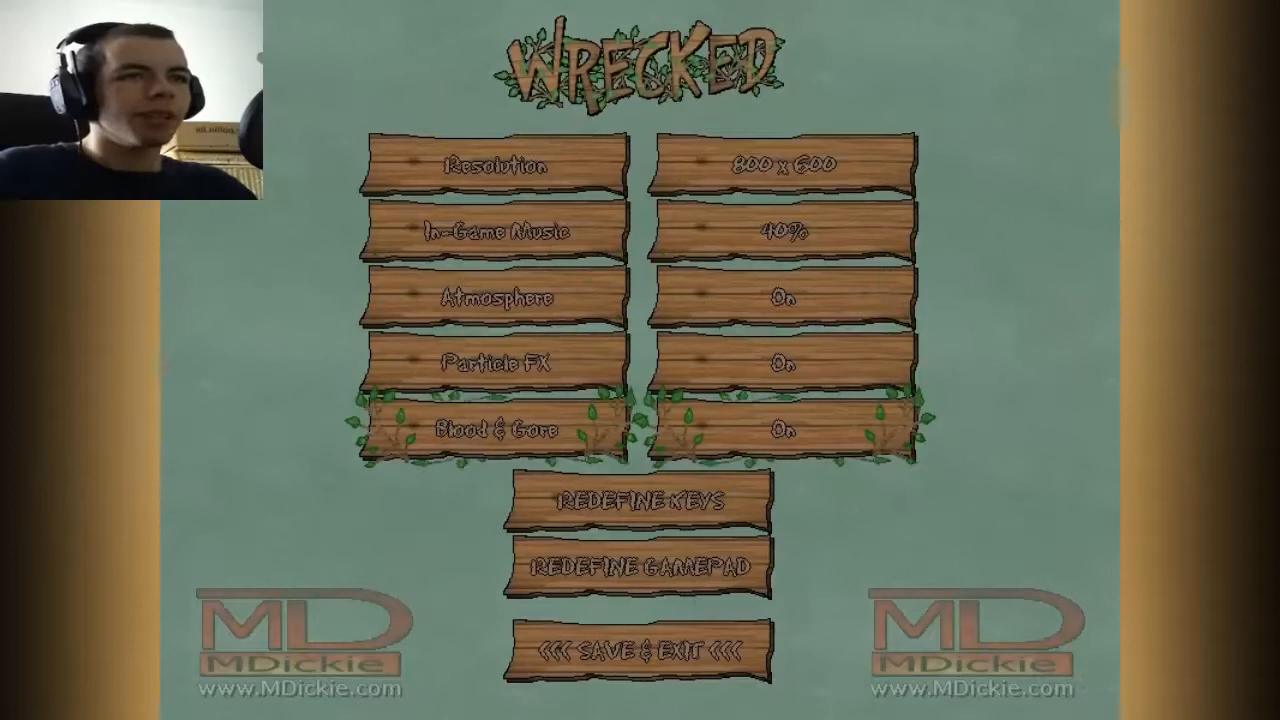 WRECKED
Resolution
800 x 600
In-Game Music
40%
Atmosphere
On
Particle FX
On
Blood & Gore
On
REDEFINE KEYS
REDEFINE GAMEPAD
<<< SAVE & EXIT <<<
MD
MDickie
www.MDickie.com
MD
MDickie
www.MDickie.com